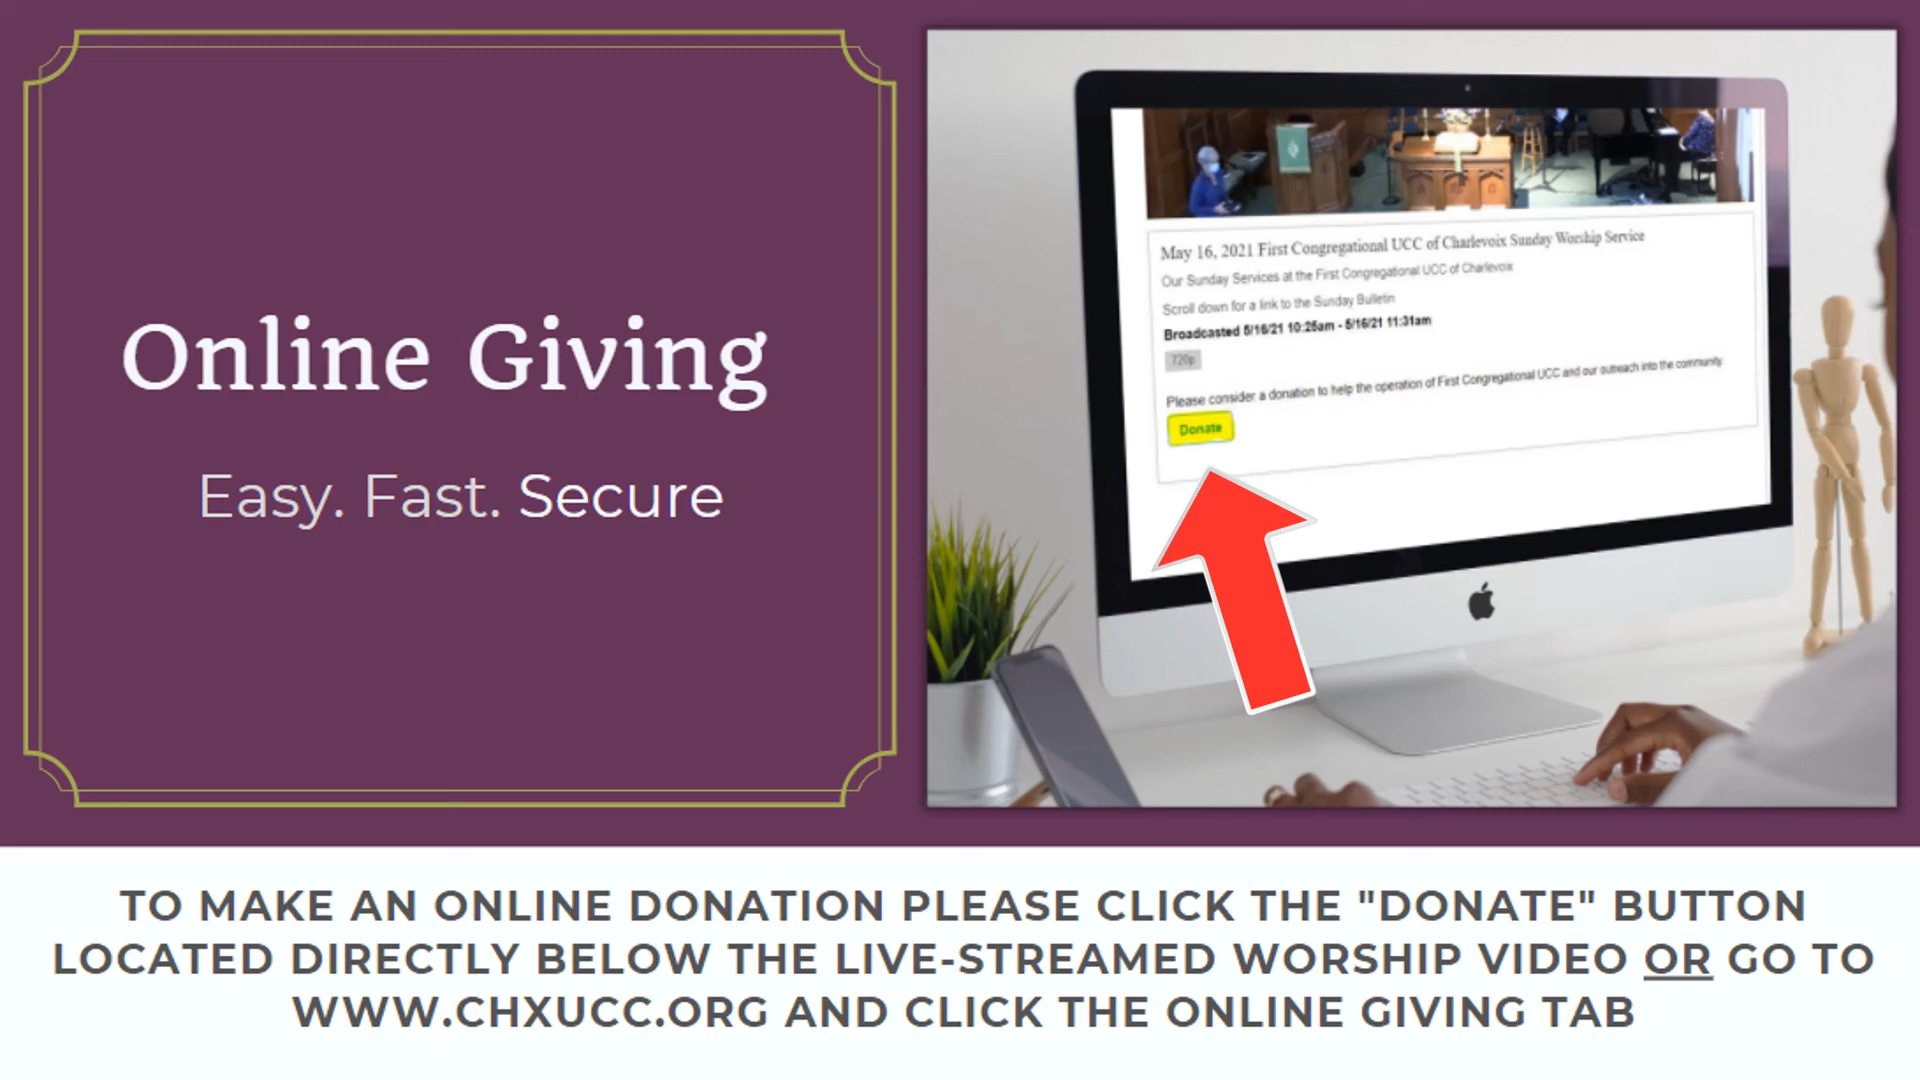 Online Giving
Easy. Fast. Secure
May 16, 2021 First Congregational UCC of Charlevoix Sunday Worship Service
Our Sunday Services at the First Congregational UCC of Charlevoix
Scroll down for a link to the Sunday Bulletin
Broadcasted 5/16/21 10:25am - 5/16/21 11:31am
720p
Please consider a donation to help the operation of First Congregational UCC and our outreach into the community.
Donate
TO MAKE AN ONLINE DONATION PLEASE CLICK THE "DONATE" BUTTON
LOCATED DIRECTLY BELOW THE LIVE-STREAMED WORSHIP VIDEO OR GO TO
WWW.CHXUCC.ORG AND CLICK THE ONLINE GIVING TAB